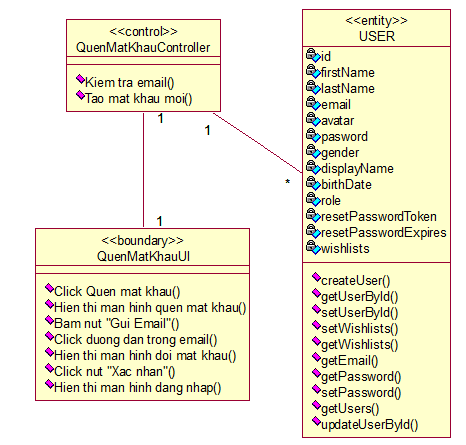 <<control>>
QuenMatKhauController
Kiem tra email()
Tao mat khau moi()
1
1
*
1
<<boundary>>
QuenMatKhauUI
Click Quen mat khau()
Hien thi man hinh quen mat khau()
Bam nut "Gui Email"()
Click duong dan trong email()
Hien thi man hinh doi mat khau()
Click nut "Xac nhan"()
Hien thi man hinh dang nhap()
<<entity>>
USER
id
firstName
lastName
email
avatar
pasword
gender
displayName
birthDate
role
resetPasswordToken
resetPasswordExpires
wishlists
createUser()
getUserById()
setUserById()
setWishlists()
getWishlists()
getEmail()
getPassword()
setPassword()
getUsers()
updateUserById()